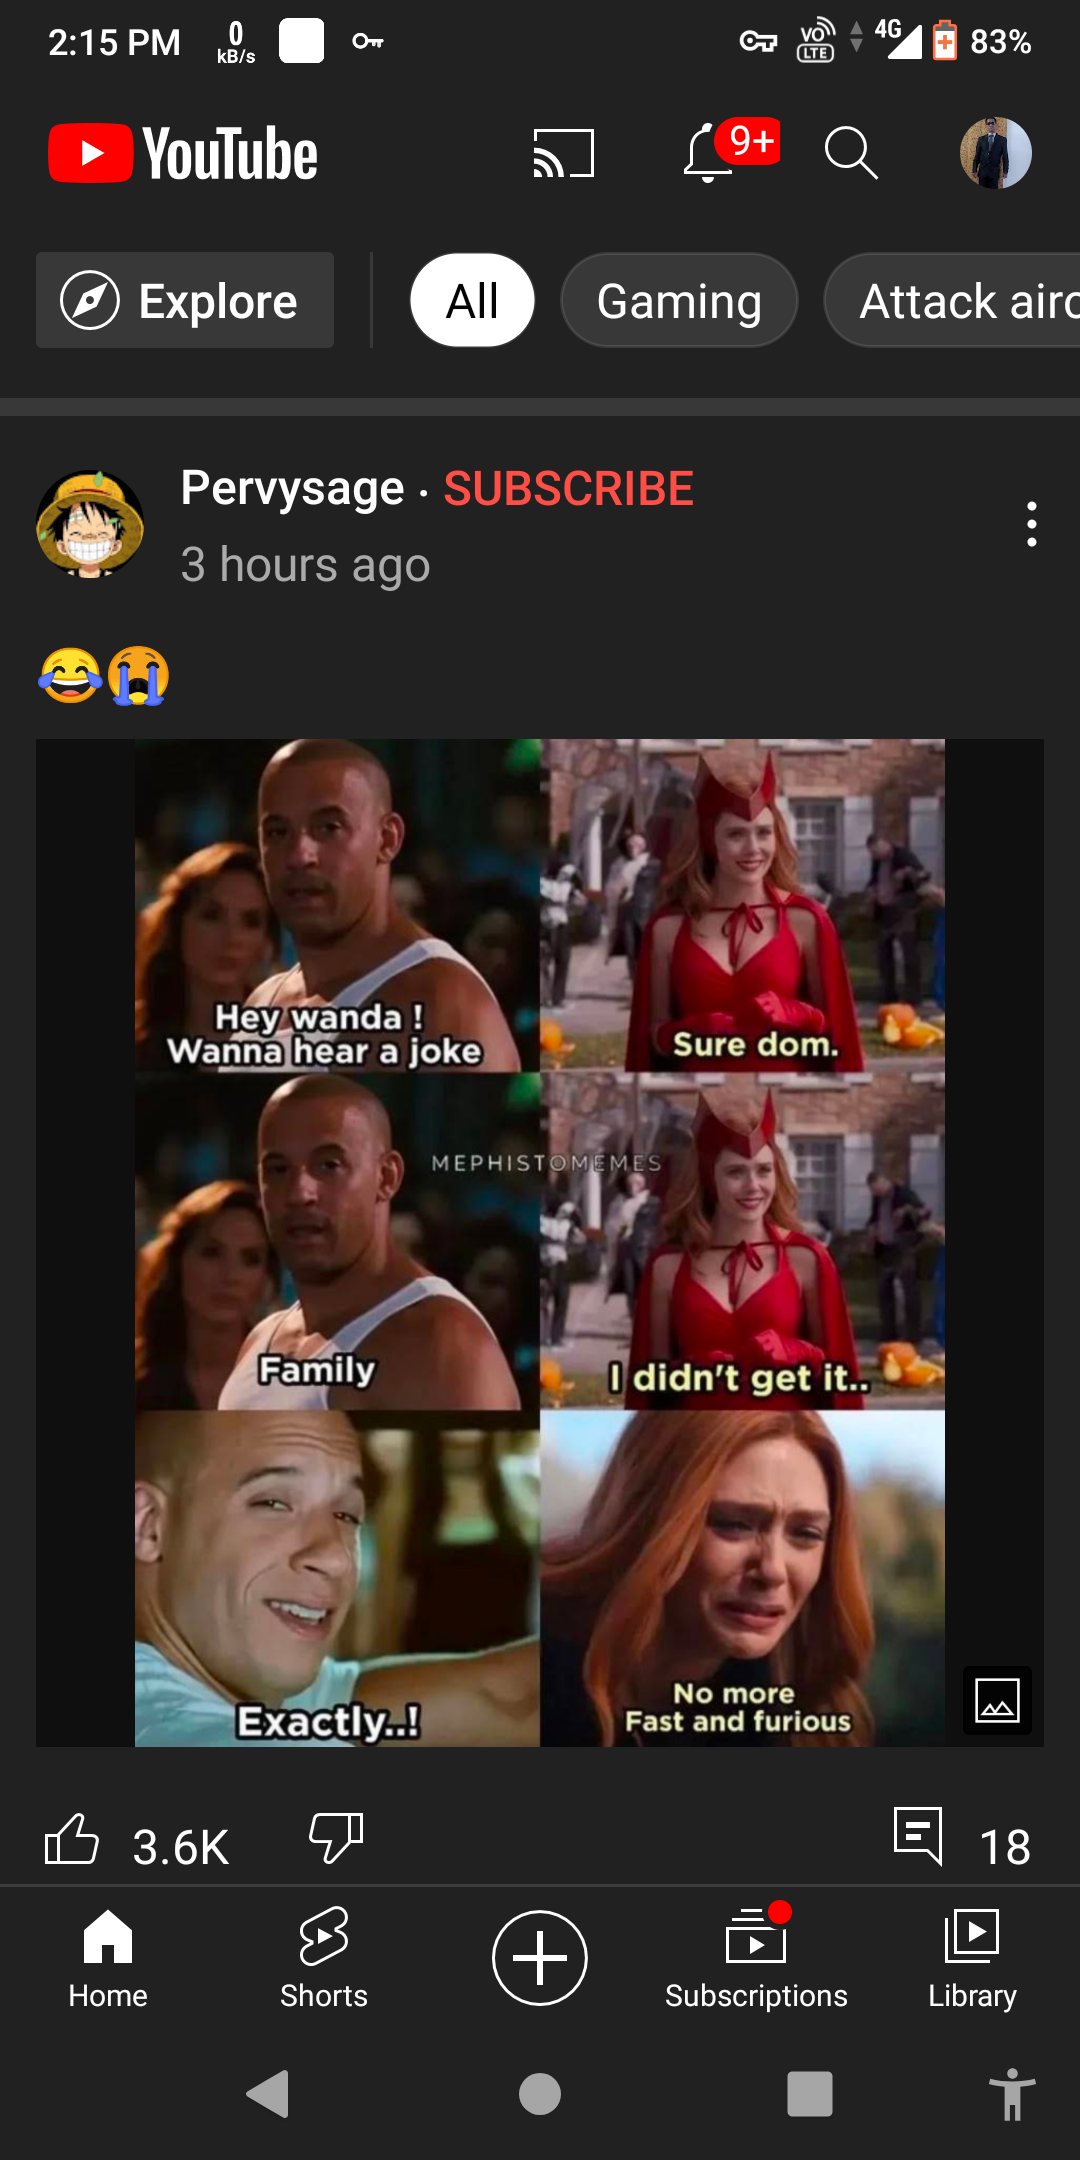 2:15 PM 0 kB/s VO LTE 4G 83%
YouTube 9+
Explore All Gaming Attack airc
Pervysage · SUBSCRIBE
3 hours ago
😂😭
Hey wanda !
Wanna hear a joke
Sure dom.
MEPHISTOMEMES
Family
I didn't get it..
Exactly..!
No more
Fast and furious
3.6K 18
Home Shorts Subscriptions Library